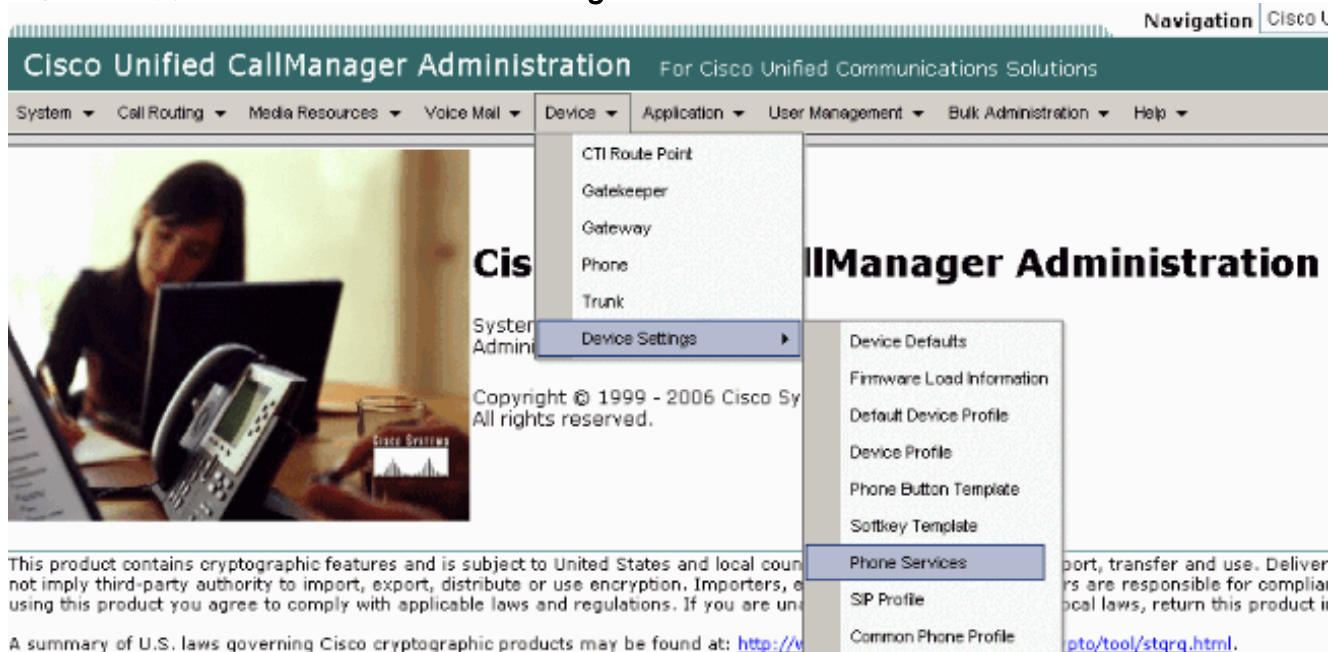 Navigation Cisco U
Cisco Unified CallManager Administration For Cisco Unified Communications Solutions
System Call Routing Media Resources Voice Mail Device Application User Management Bulk Administration Help
CTI Route Point
Gatekeeper
Gateway
Phone
Trunk
Device Settings
Device Defaults
Firmware Load Information
Default Device Profile
Device Profile
Phone Button Template
Softkey Template
Phone Services
SIP Profile
Common Phone Profile
Cis llManager Administration
System
Admini
Copyright © 1999 - 2006 Cisco Sy
All rights reserved.
Cisco Systems
This product contains cryptographic features and is subject to United States and local coun port, transfer and use. Deliver
not imply third-party authority to import, export, distribute or use encryption. Importers, e rs are responsible for complian
using this product you agree to comply with applicable laws and regulations. If you are una ocal laws, return this product i
A summary of U.S. laws governing Cisco cryptographic products may be found at: http://w pto/tool/stqrg.html.